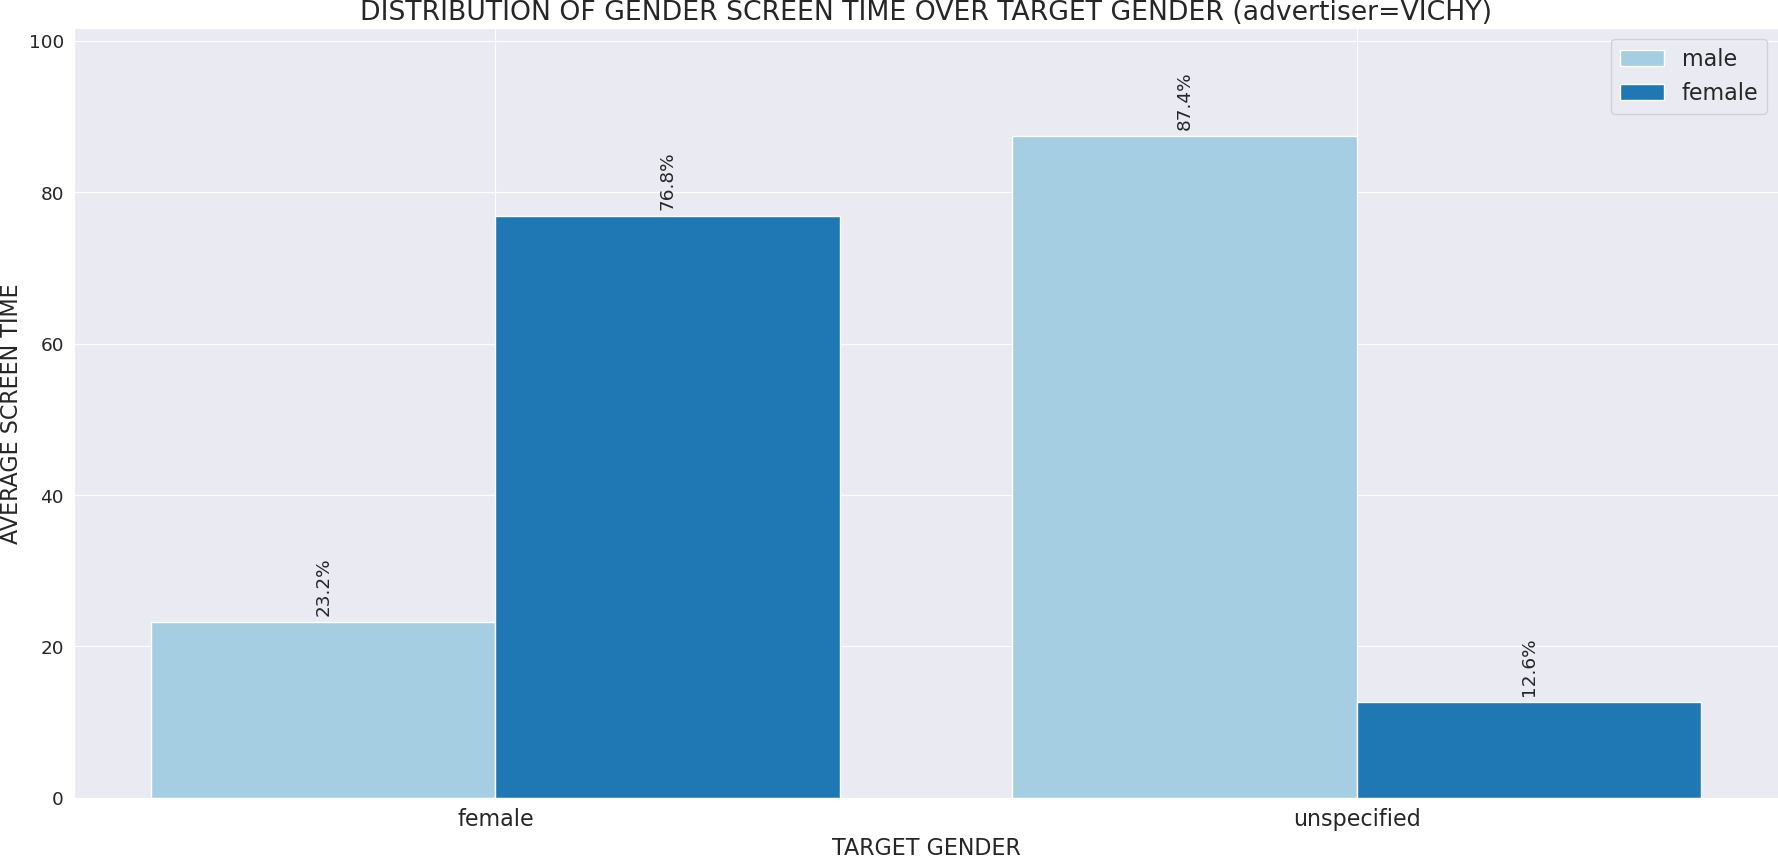 DISTRIBUTION OF GENDER SCREEN TIME OVER TARGET GENDER (advertiser=VICHY)
male
female
AVERAGE SCREEN TIME
100
80
60
40
20
0
23.2%
76.8%
87.4%
12.6%
female
unspecified
TARGET GENDER